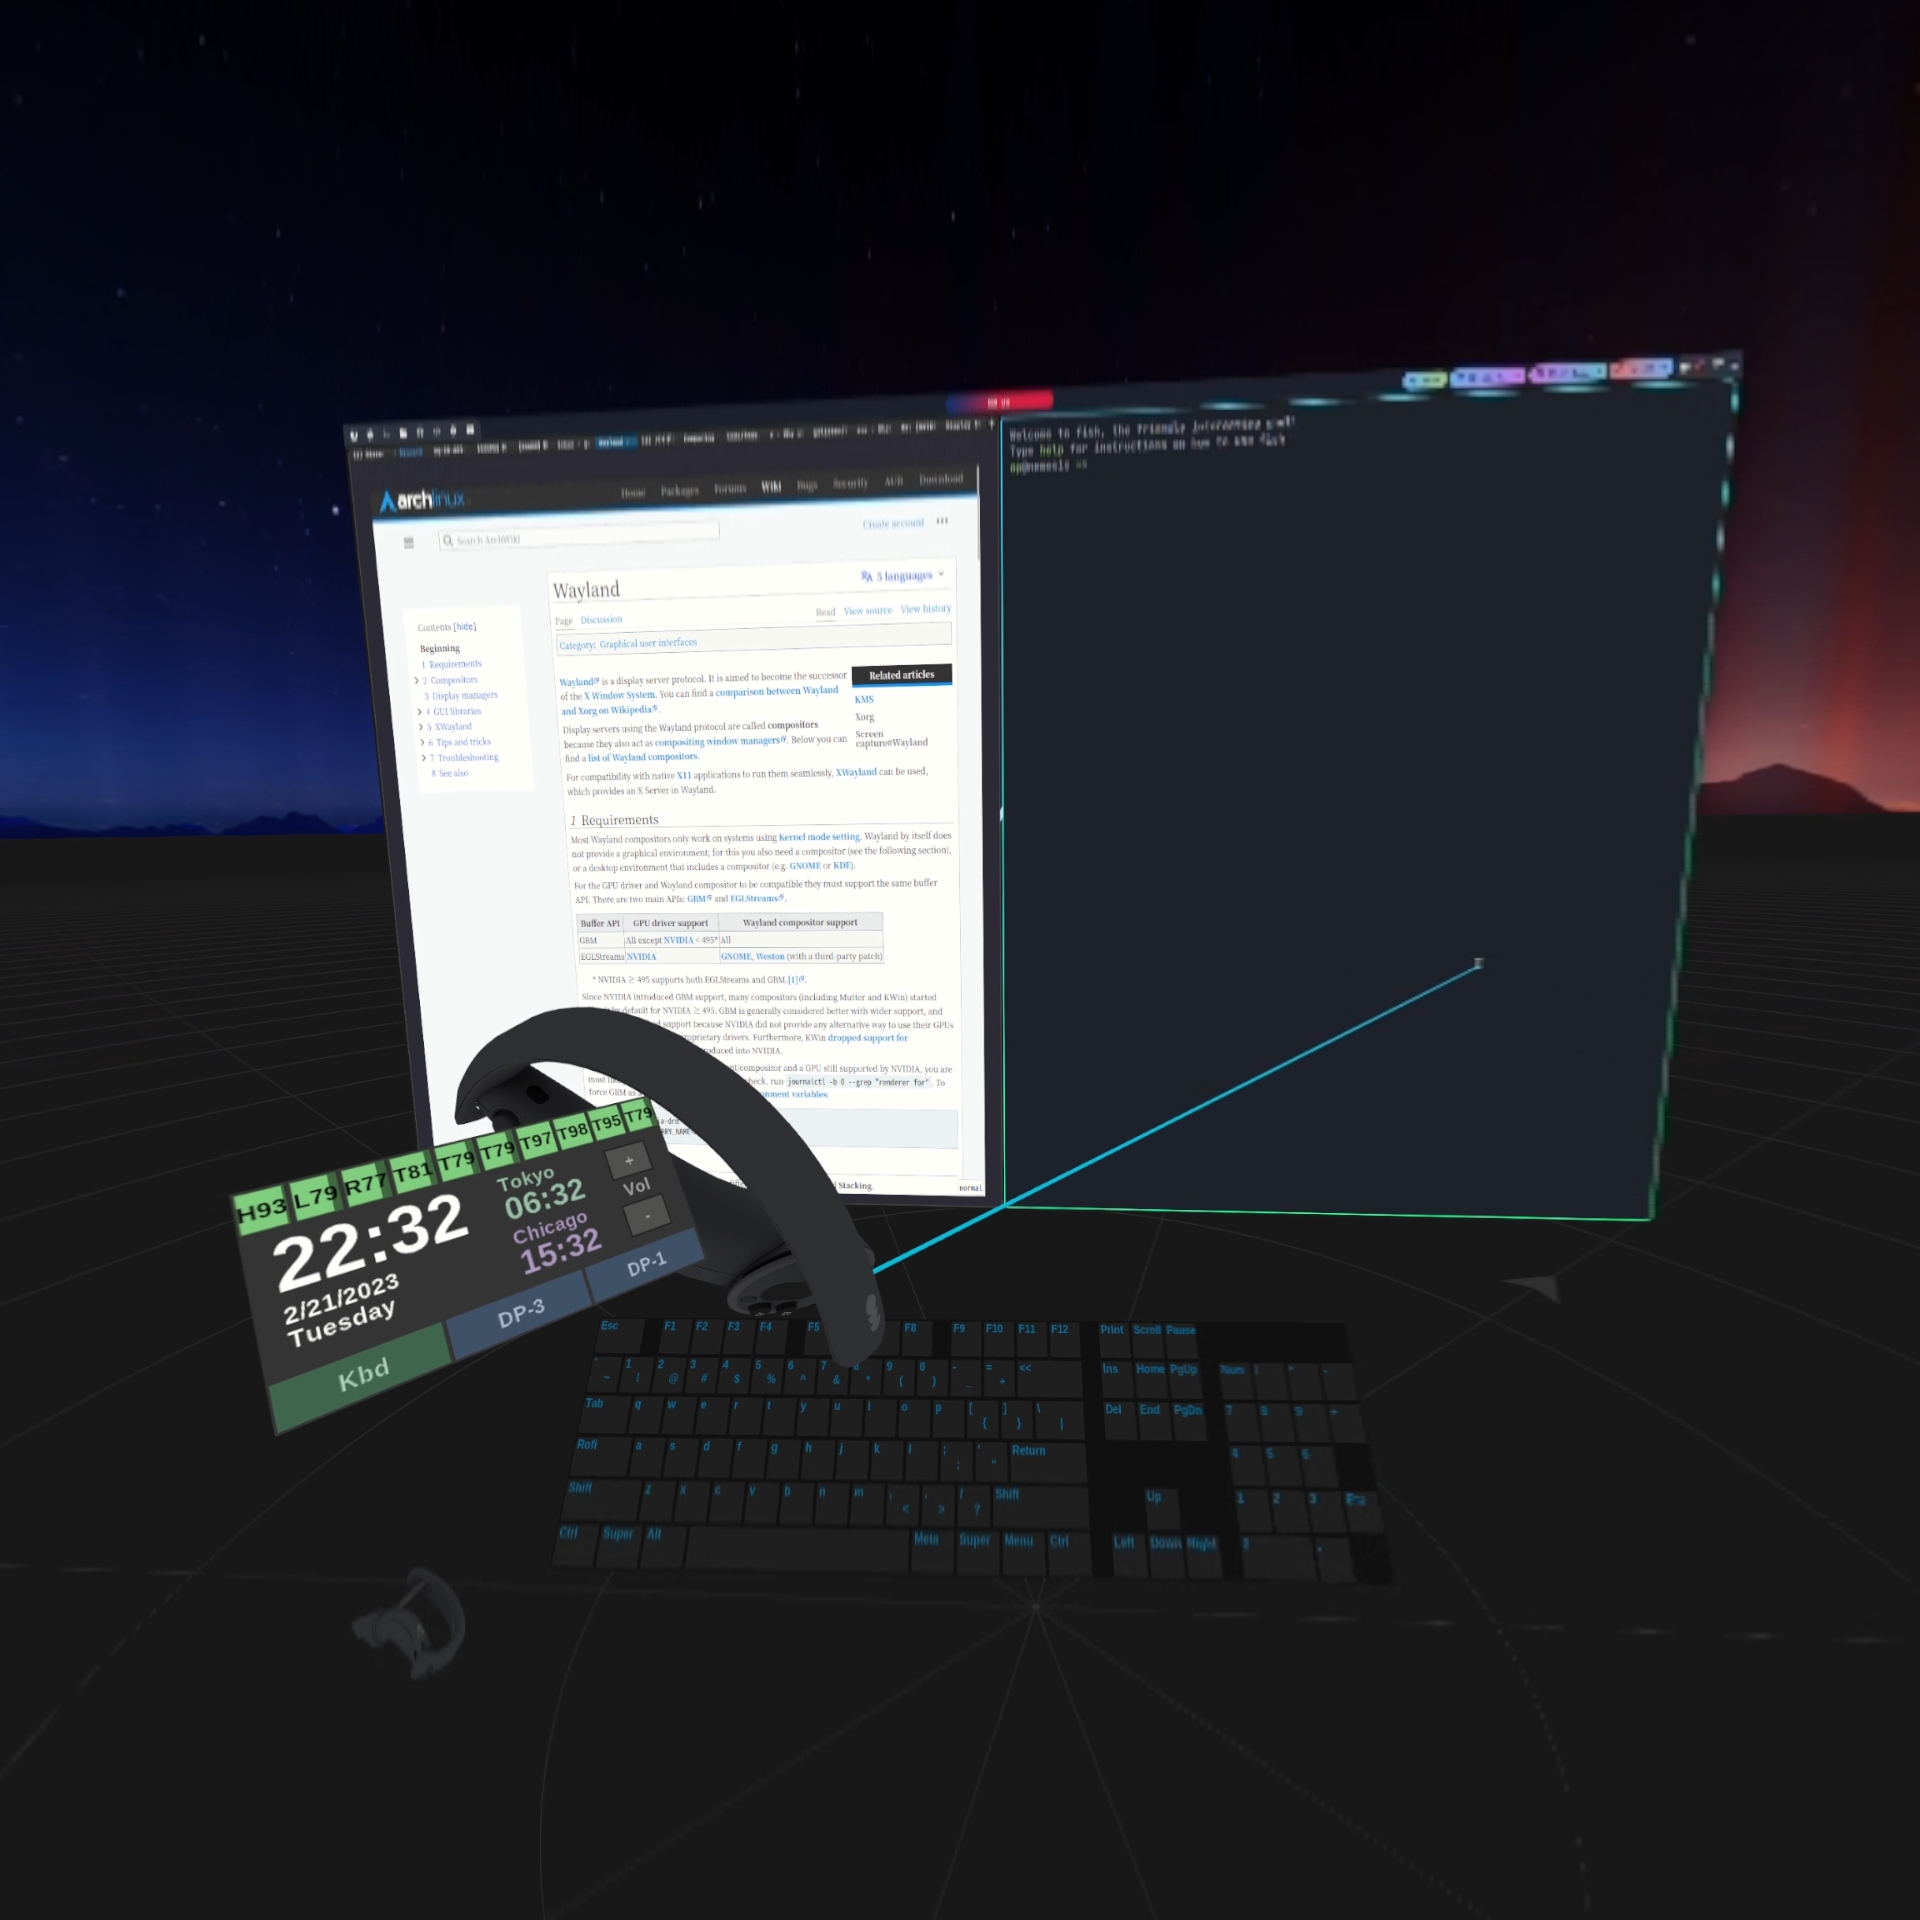 Welcome to fish, the friendly interactive shell
Type help for instructions on how to use fish
archlinux
Home Packages Forums Wiki Bugs Security AUR Download
Search ArchWiki
Create account
Contents [hide]
Beginning
1 Requirements
2 Compositors
3 Display managers
4 GUI libraries
5 XWayland
6 Tips and tricks
7 Troubleshooting
8 See also
Wayland
5 languages
Page Discussion
Read View source View history
Category: Graphical user interfaces
Wayland is a display server protocol. It is aimed to become the successor
of the X Window System. You can find a comparison between Wayland
and Xorg on Wikipedia.
Related articles
KMS
Xorg
Screen
capture#Wayland
Display servers using the Wayland protocol are called compositors
because they also act as compositing window managers. Below you can
find a list of Wayland compositors.
For compatibility with native X11 applications to run them seamlessly, XWayland can be used,
which provides an X Server in Wayland.
1 Requirements
Most Wayland compositors only work on systems using Kernel mode setting. Wayland by itself does
not provide a graphical environment; for this you also need a compositor (see the following section),
or a desktop environment that includes a compositor (e.g. GNOME or KDE).
For the GPU driver and Wayland compositor to be compatible they must support the same buffer
API. There are two main APIs: GBM and EGLStreams.
Buffer API GPU driver support Wayland compositor support
GBM All except NVIDIA < 495* All
EGLStreams NVIDIA GNOME, Weston (with a third-party patch)
* NVIDIA ≥ 495 supports both EGLStreams and GBM.[1]
Since NVIDIA introduced GBM support, many compositors (including Mutter and KWin) started
by default for NVIDIA ≥ 495. GBM is generally considered better with wider support, and
support because NVIDIA did not provide any alternative way to use their GPUs
drivers. Furthermore, KWin dropped support for
into NVIDIA.
compositor and a GPU still supported by NVIDIA, you are
most run journalctl -b 0 --grep "renderer for". To
force GBM as variables:
Stacking.
normal
H93 L79 R77 T81 T79 T79 T97 T98 T95 T79
22:32
2/21/2023
Tuesday
Tokyo
06:32
Chicago
15:32
+
Vol
-
Kbd
DP-3
DP-1
Esc F1 F2 F3 F4 F5 F8 F9 F10 F11 F12 Print Scroll Pause
` ~ 1 ! 2 @ 3 # 4 $ 5 % 6 ^ 7 & 8 * 9 ( 0 ) - _ = + << Ins Home PgUp Num / * -
Tab q w e r t y u i o p [ { ] } \ | Del End PgDn 7 8 9 +
Rofi a s d f g h j k l ; : ' " Return 4 5 6
Shift z x c v b n m , < . > / ? Shift Up 1 2 3
Ctrl Super Alt Meta Super Menu Ctrl Left Down Right .